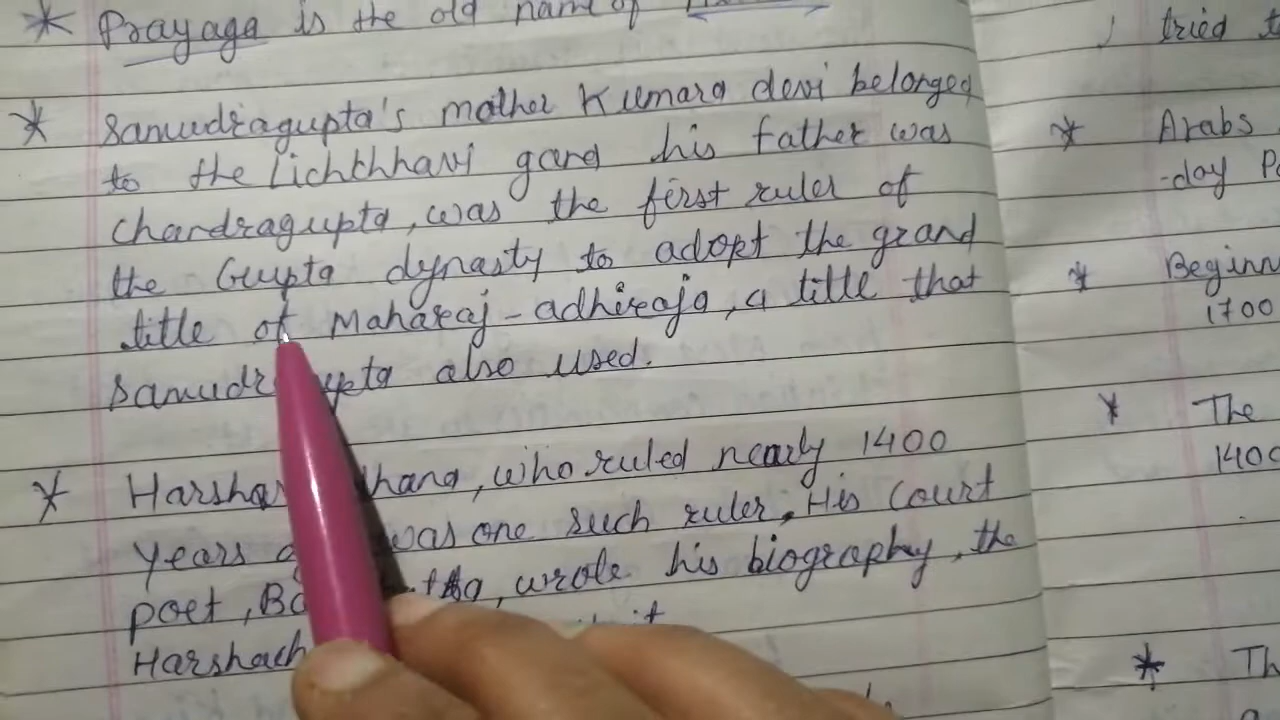 * Prayaga is the old name of
* Samudragupta's mother Kumara devi belonged
to the lichchhavi gana his father was
chandragupta, was the first ruler of
the Gupta dynasty to adopt the grand
title of Maharaj-adhiraja, a title that
samudr upta also used.
* Harsha hana, who ruled nearly 1400
years was one such ruler. His Court
poet, wrote his biography, the
Harshach
tried
* Arabs
-day
* Beginn
1700
* The
1400
* Th